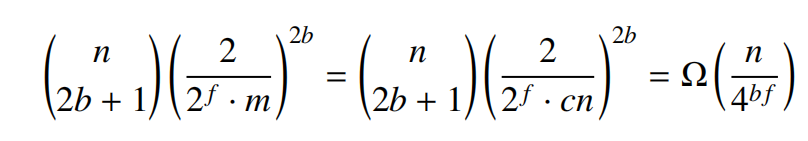 $$\binom{n}{2b+1}\left(\frac{2}{2^f \cdot m}\right)^{2b} = \binom{n}{2b+1}\left(\frac{2}{2^f \cdot cn}\right)^{2b} = \Omega\left(\frac{n}{4^{bf}}\right)$$